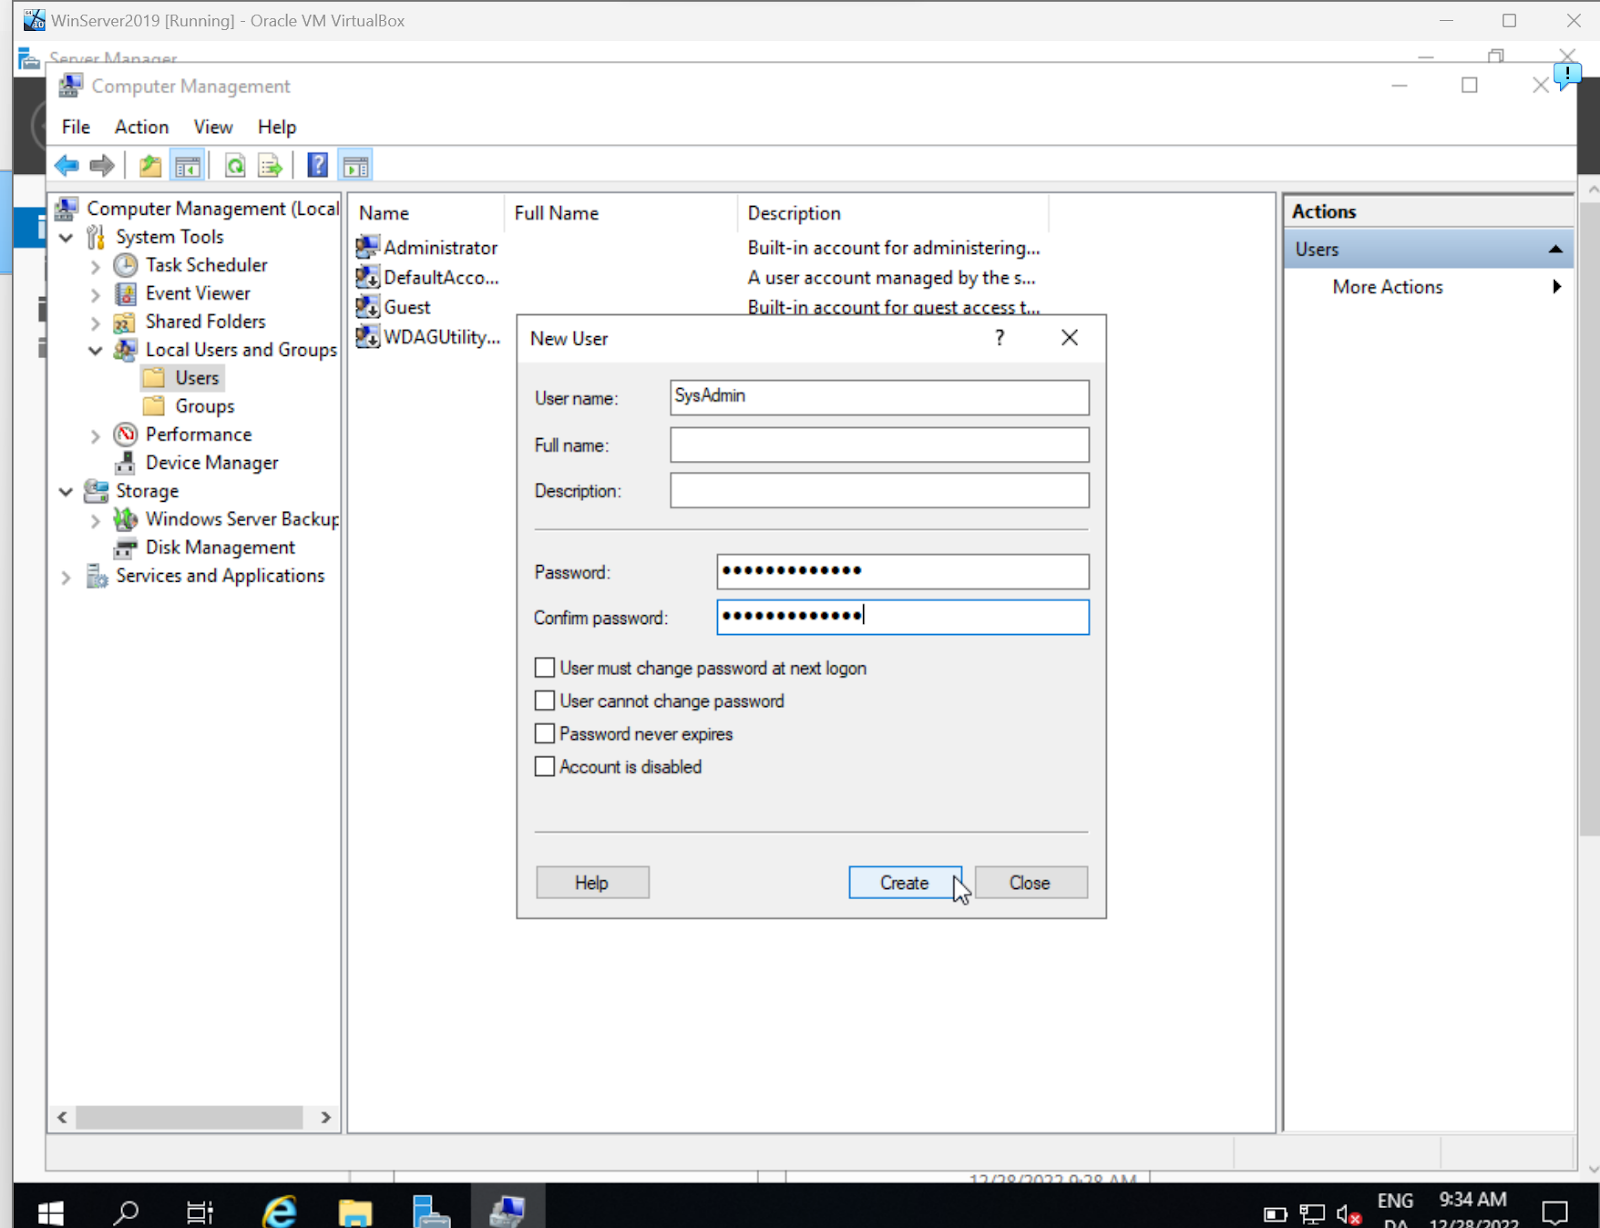 WinServer2019 [Running] - Oracle VM VirtualBox
Server Manager
Computer Management
File Action View Help
Computer Management (Local
System Tools
Task Scheduler
Event Viewer
Shared Folders
Local Users and Groups
Users
Groups
Performance
Device Manager
Storage
Windows Server Backup
Disk Management
Services and Applications
Name Full Name Description
Administrator Built-in account for administering...
DefaultAcco... A user account managed by the s...
Guest Built-in account for guest access t...
WDAGUtility...
Actions
Users
More Actions
New User
User name: SysAdmin
Full name:
Description:
Password: •••••••••••••
Confirm password: •••••••••••••
User must change password at next logon
User cannot change password
Password never expires
Account is disabled
Help Create Close
12/28/2022 9:28 AM
ENG 9:34 AM
DA 12/28/2022